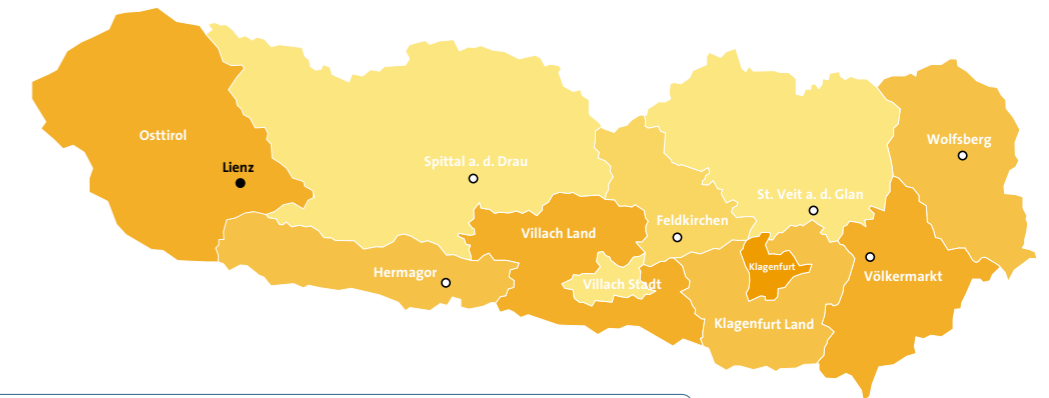 Osttirol
Lienz
Spittal a. d. Drau
Wolfsberg
St. Veit a. d. Glan
Feldkirchen
Villach Land
Hermagor
Villach Stadt
Klagenfurt
Völkermarkt
Klagenfurt Land